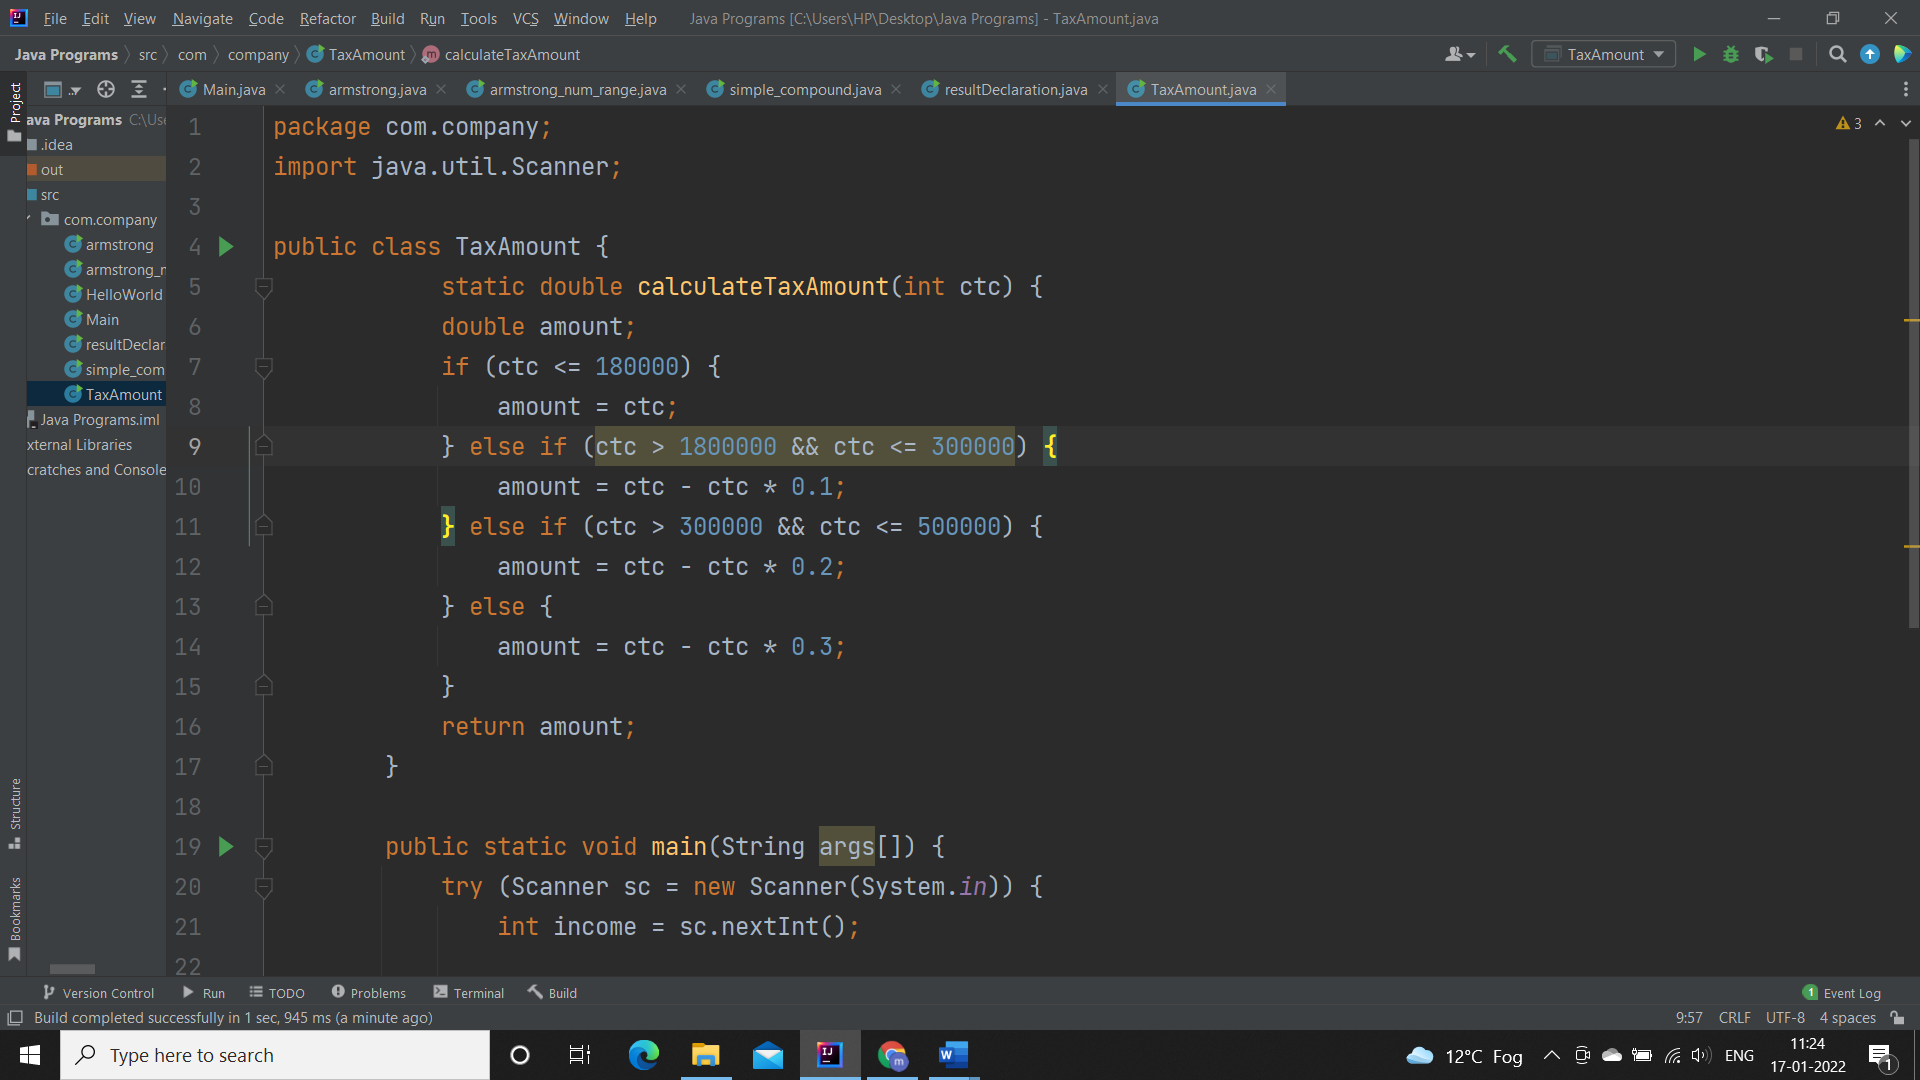 File Edit View Navigate Code Refactor Build Run Tools VCS Window Help Java Programs [C:\Users\HP\Desktop\Java Programs] - TaxAmount.java
Java Programs src com company TaxAmount calculateTaxAmount TaxAmount
Project
Main.java armstrong.java armstrong_num_range.java simple_compound.java resultDeclaration.java TaxAmount.java
ava Programs C:\Use
.idea
out
src
com.company
armstrong
armstrong_n
HelloWorld
Main
resultDeclar
simple_com
TaxAmount
Java Programs.iml
xternal Libraries
cratches and Console
Structure
Bookmarks
3
1 package com.company;
2 import java.util.Scanner;
3
4 public class TaxAmount {
5 static double calculateTaxAmount(int ctc) {
6 double amount;
7 if (ctc <= 180000) {
8 amount = ctc;
9 } else if (ctc > 1800000 && ctc <= 300000) {
10 amount = ctc - ctc * 0.1;
11 } else if (ctc > 300000 && ctc <= 500000) {
12 amount = ctc - ctc * 0.2;
13 } else {
14 amount = ctc - ctc * 0.3;
15 }
16 return amount;
17 }
18
19 public static void main(String args[]) {
20 try (Scanner sc = new Scanner(System.in)) {
21 int income = sc.nextInt();
22
Version Control Run TODO Problems Terminal Build 1 Event Log
Build completed successfully in 1 sec, 945 ms (a minute ago) 9:57 CRLF UTF-8 4 spaces
Type here to search 12°C Fog ENG 11:24
17-01-2022 1